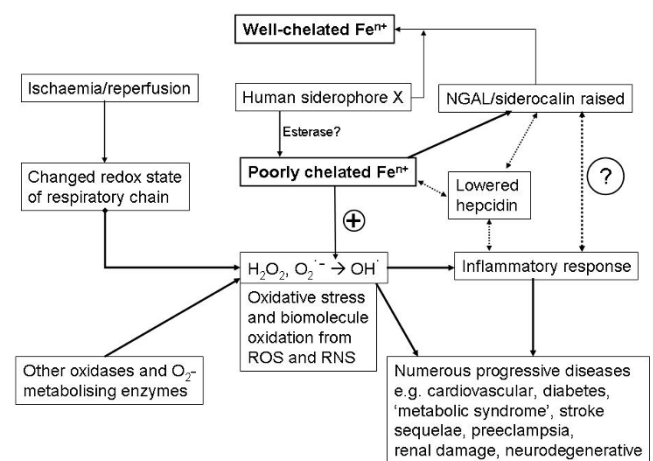 Well-chelated Feⁿ⁺
Ischaemia/reperfusion
Human siderophore X
NGAL/siderocalin raised
Esterase?
Changed redox state
of respiratory chain
Poorly chelated Feⁿ⁺
Lowered
hepcidin
?
+
H₂O₂, O₂˙⁻ → OH˙
Inflammatory response
Oxidative stress
and biomolecule
oxidation from
ROS and RNS
Other oxidases and O₂-
metabolising enzymes
Numerous progressive diseases
e.g. cardiovascular, diabetes,
‘metabolic syndrome’, stroke
sequelae, preeclampsia,
renal damage, neurodegenerative